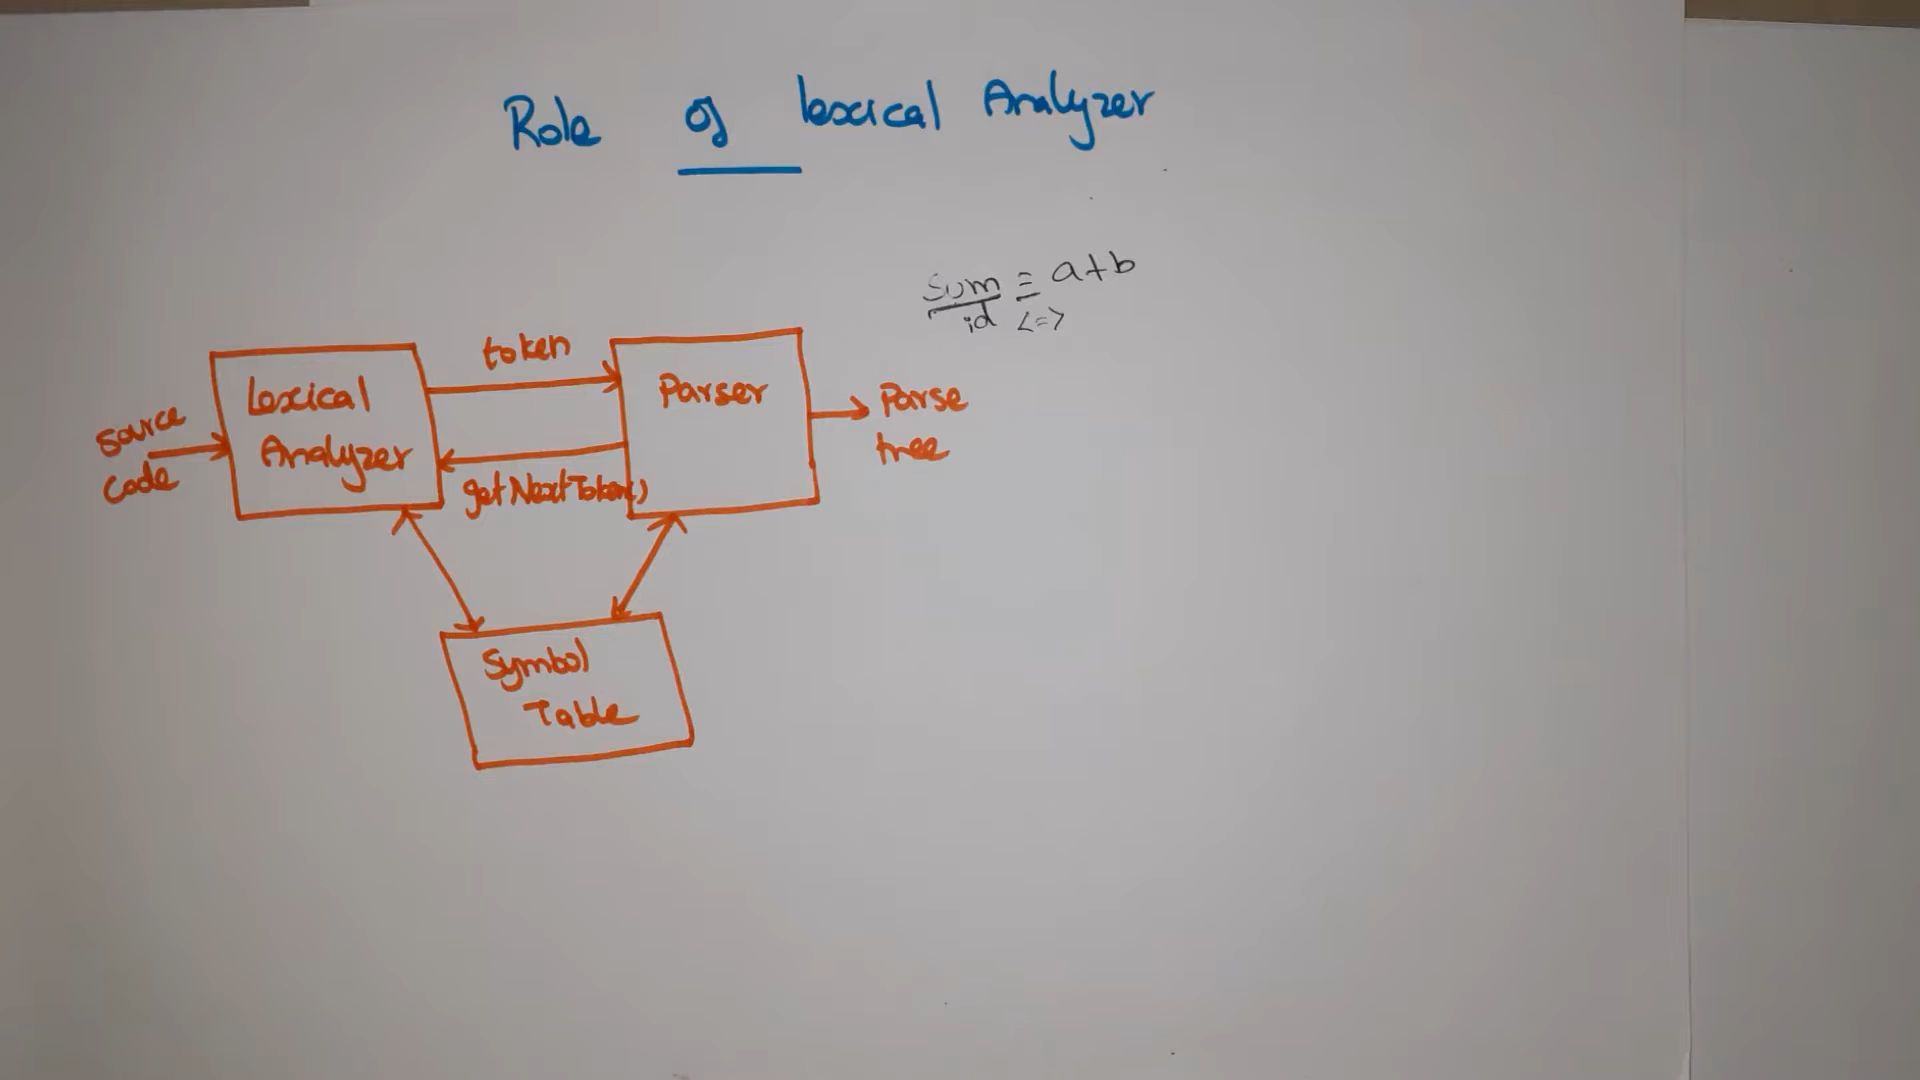 Role of lexical Analyzer
sum = a+b
id <=>
token
Lexical
Analyzer
Parser
source
code
Parse
tree
getNextToken()
Symbol
Table